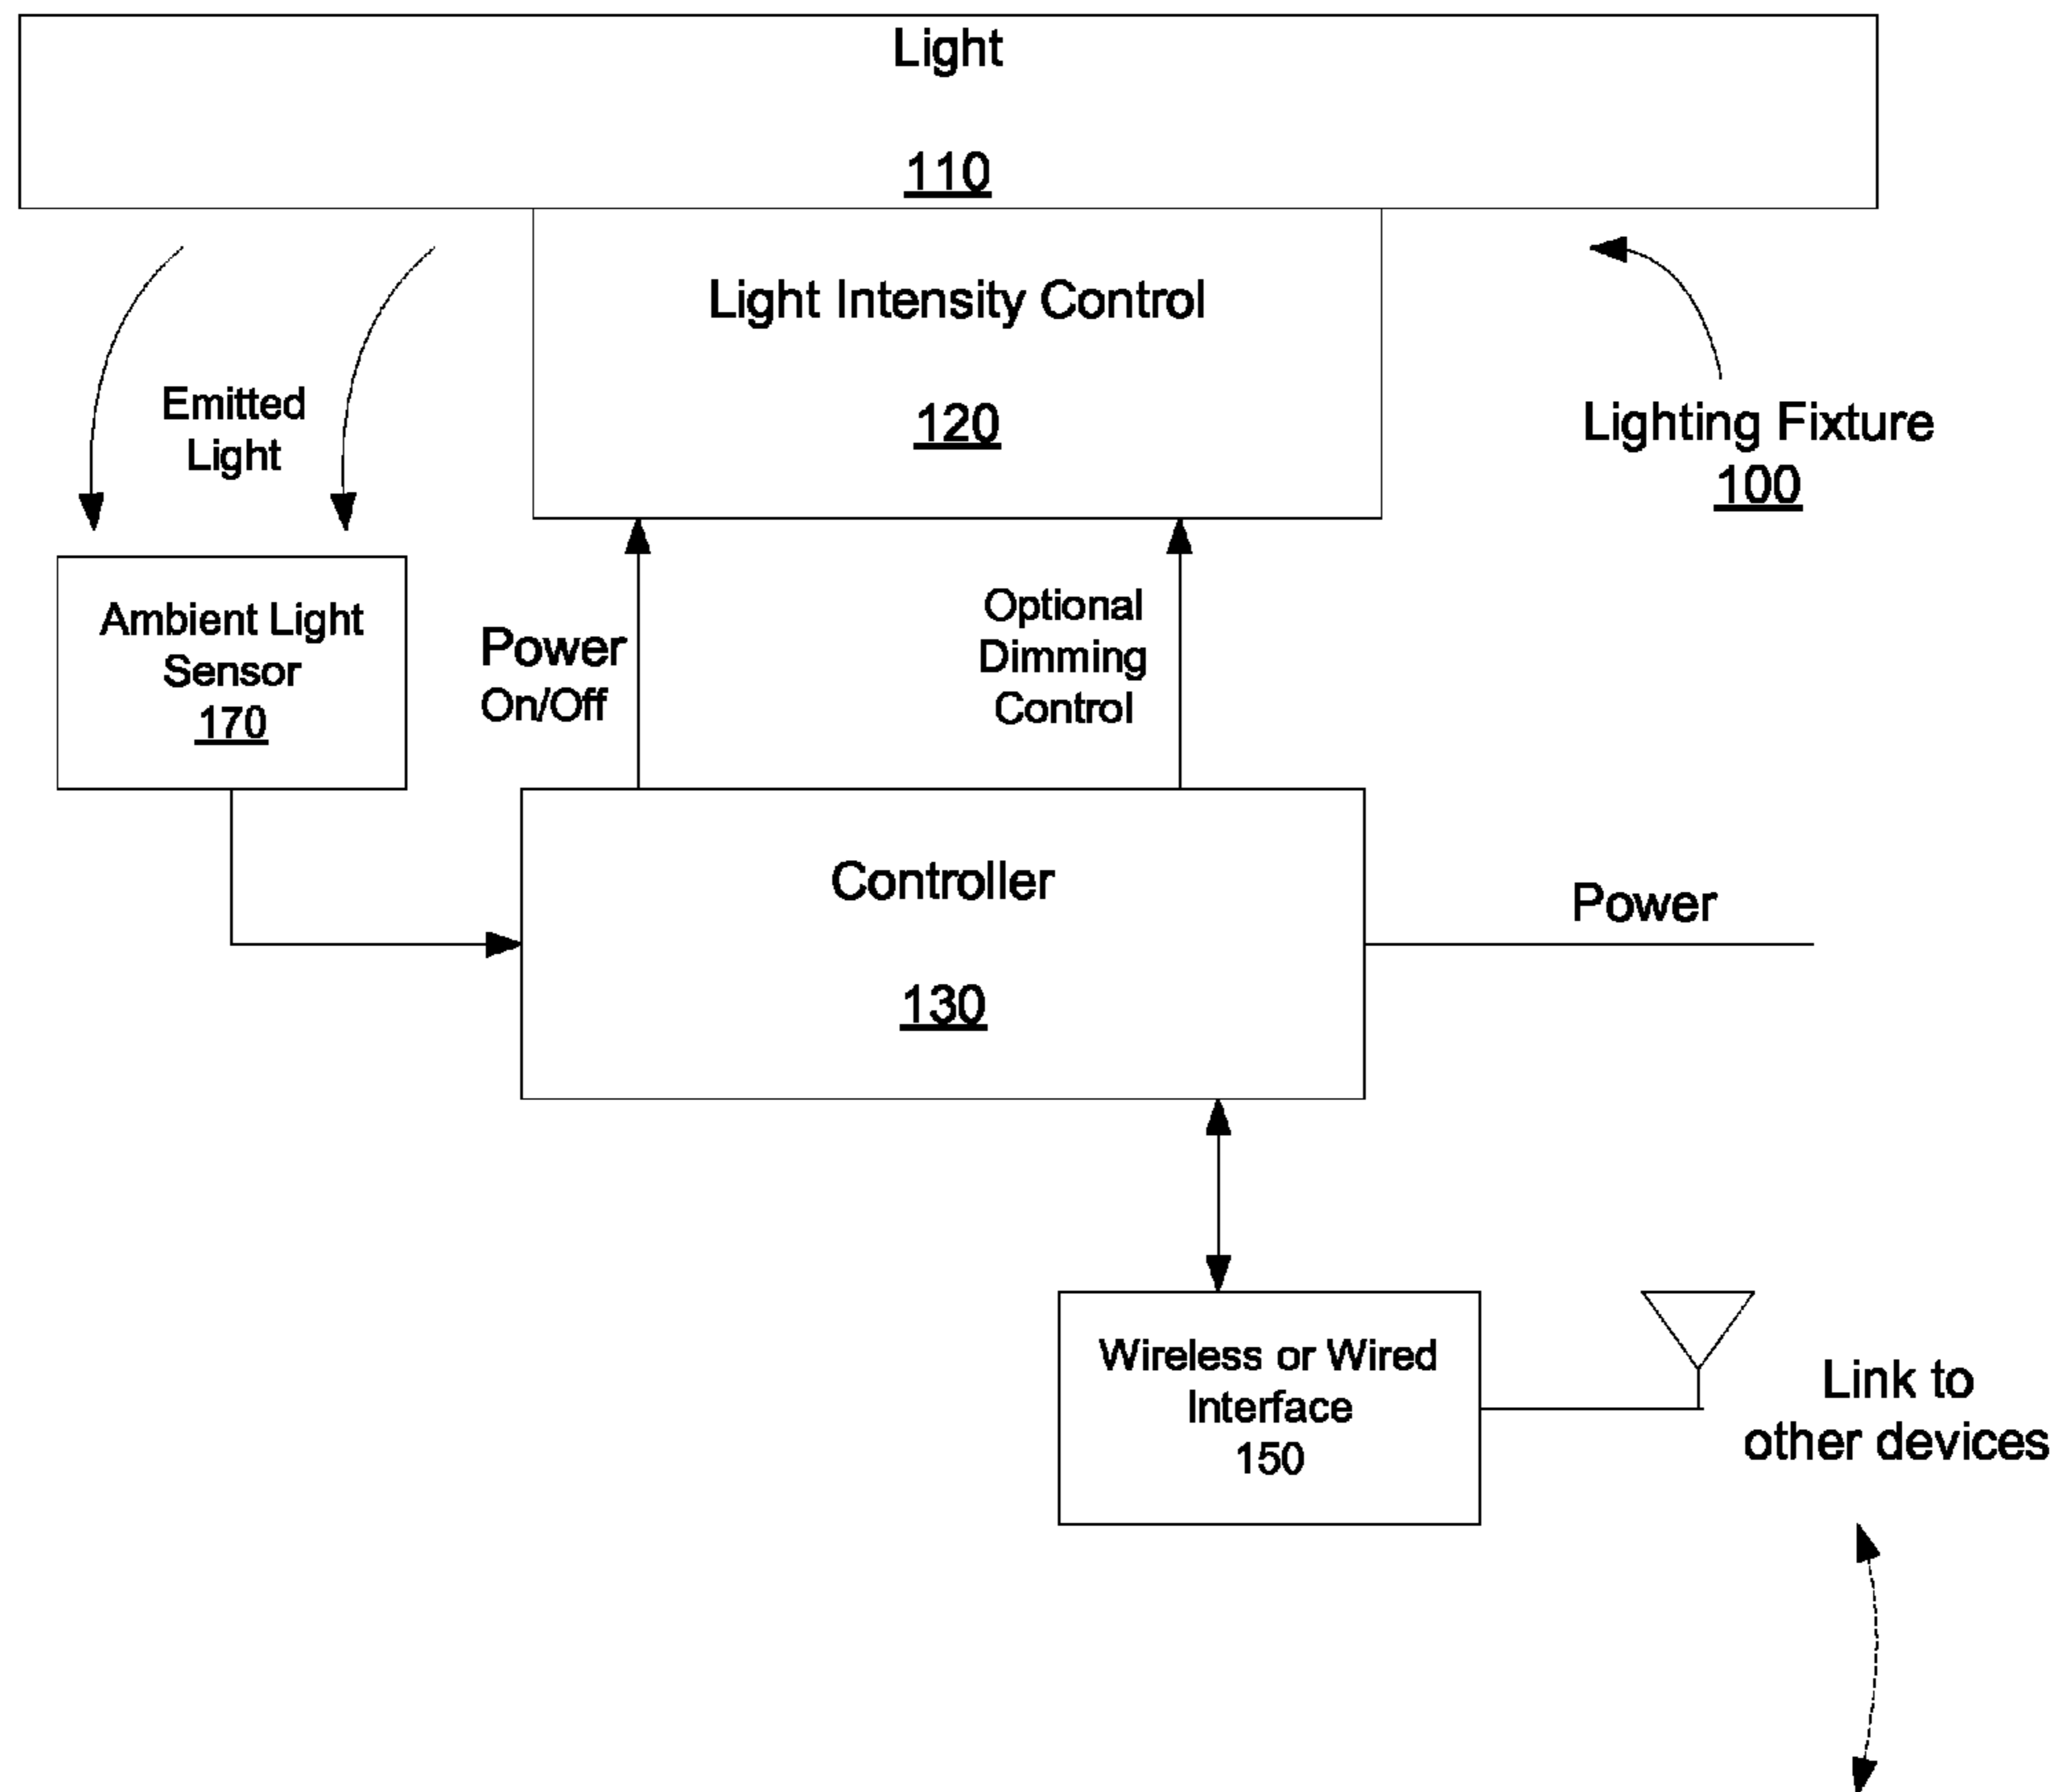 Light
110
Light Intensity Control
120
Emitted
Light
Lighting Fixture
100
Ambient Light
Sensor
170
Power
On/Off
Optional
Dimming
Control
Controller
130
Power
Wireless or Wired
Interface
150
Link to
other devices